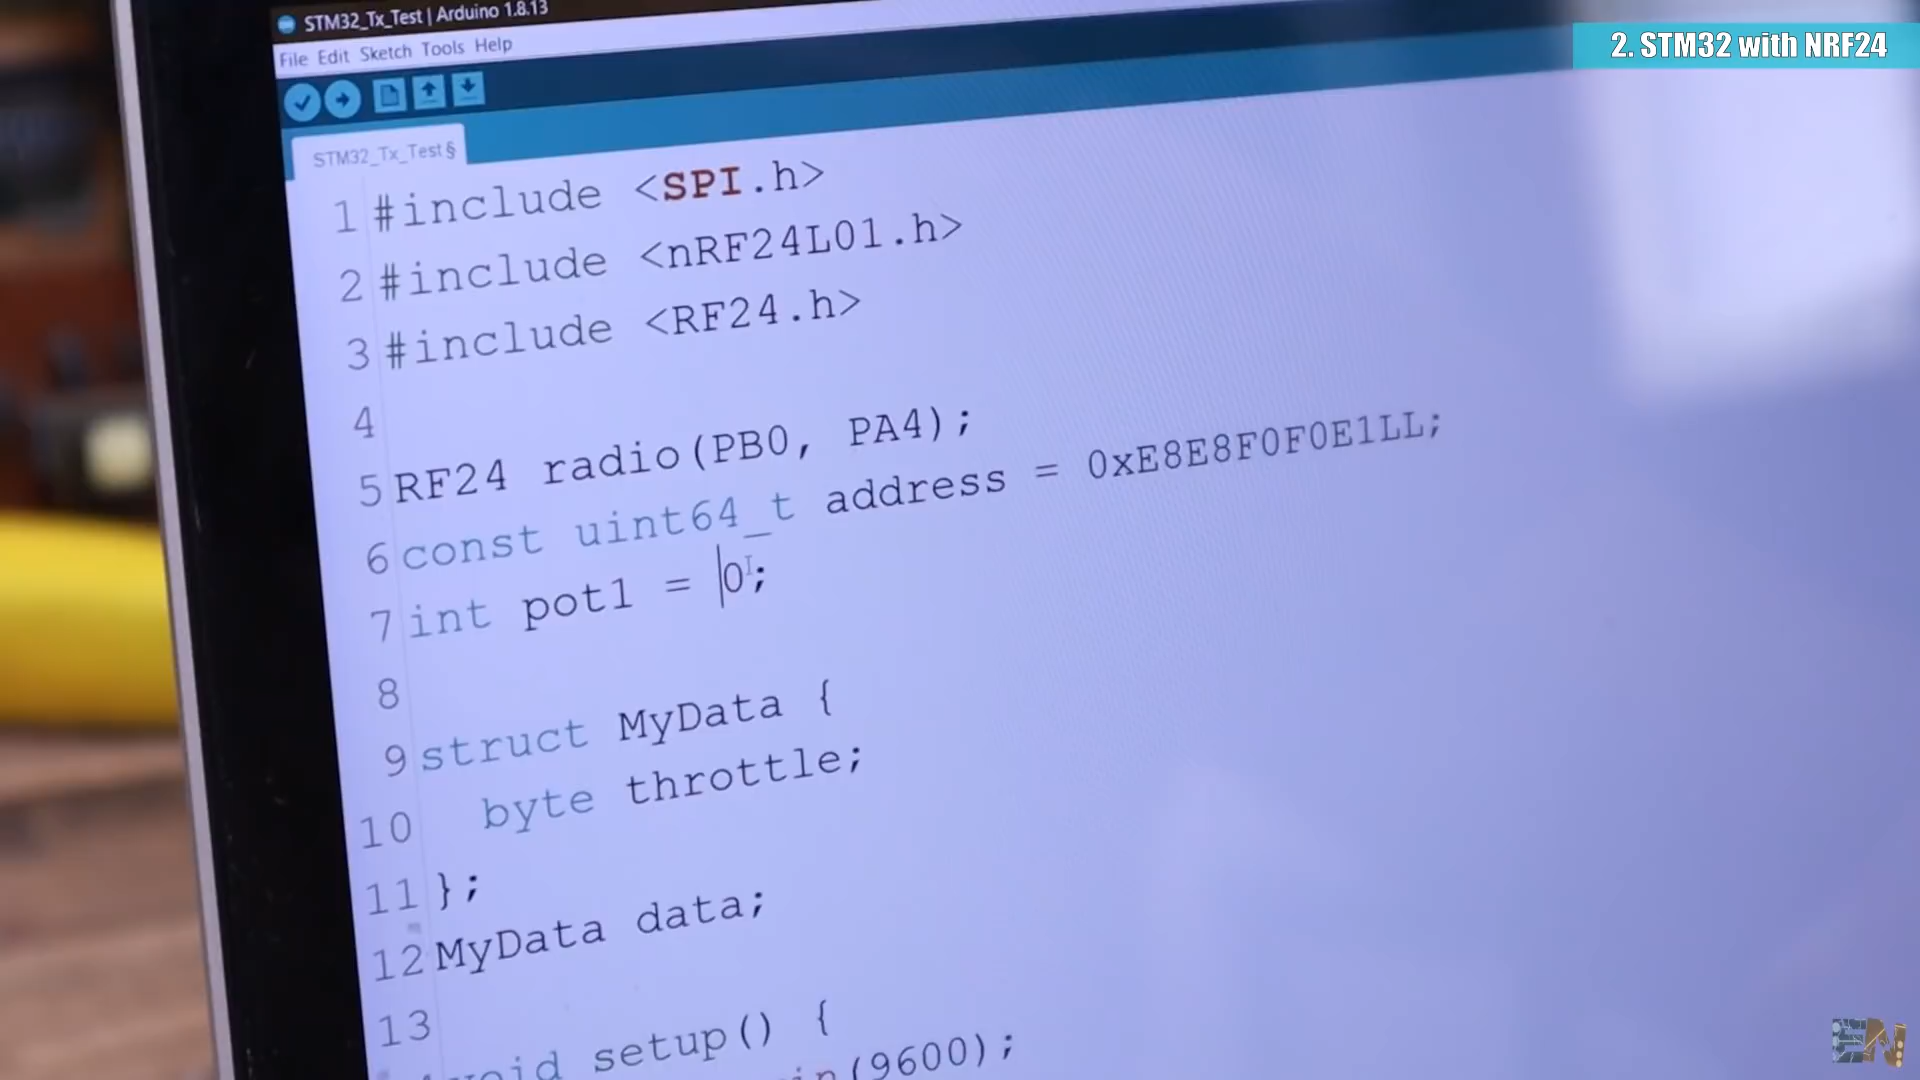 STM32_Tx_Test | Arduino 1.8.13
2. STM32 with NRF24
File Edit Sketch Tools Help
STM32_Tx_Test §
1 #include <SPI.h>
2 #include <nRF24L01.h>
3 #include <RF24.h>
4
5 RF24 radio(PB0, PA4);
6 const uint64_t address = 0xE8E8F0F0E1LL;
7 int pot1 = 0;
8
9 struct MyData {
10 byte throttle;
11 };
12 MyData data;
13
void setup() {
(9600);
EN